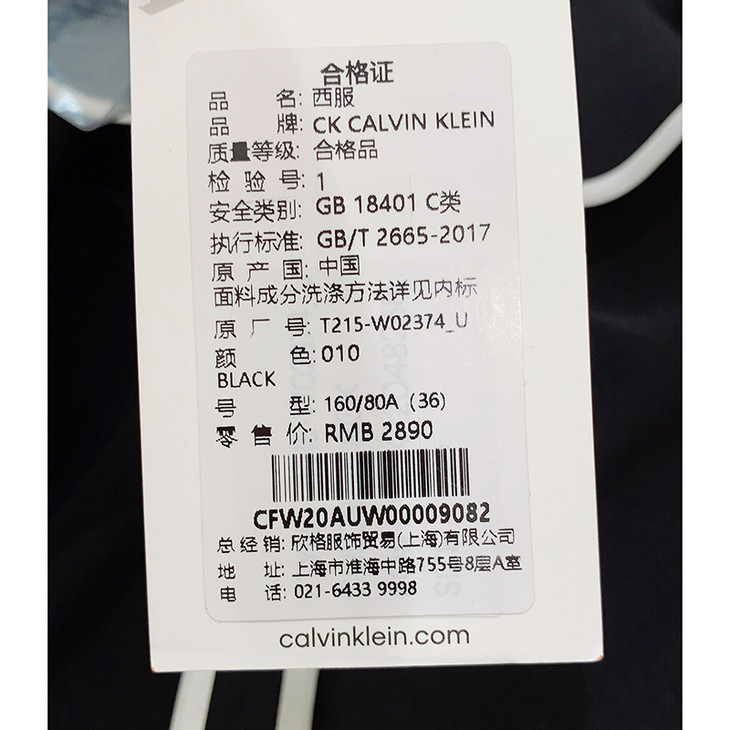 合格证
品 名: 西服
品 牌: CK CALVIN KLEIN
质量等级: 合格品
检 验 号: 1
安全类别: GB 18401 C类
执行标准: GB/T 2665-2017
原 产 国: 中国
面料成分洗涤方法详见内标
原 厂 号: T215-W02374_U
颜 色: 010
BLACK
号 型: 160/80A (36)
零 售 价: RMB 2890
CFW20AUW00009082
总 经 销: 欣格服饰贸易(上海)有限公司
地 址: 上海市淮海中路755号8层A室
电 话: 021-6433 9998
calvinklein.com